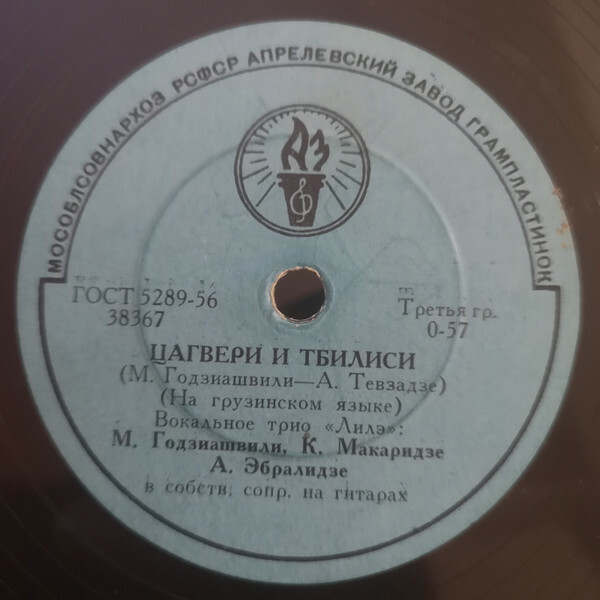 МОСОБЛСОВНАРХОЗ РСФСР АПРЕЛЕВСКИЙ ЗАВОД ГРАМПЛАСТИНОК
АЗ
ГОСТ 5289-56
38367
Третья гр.
0-57
ЦАГВЕРИ И ТБИЛИСИ
(М. Годзиашвили—А. Тевзадзе)
(На грузинском языке)
Вокальное трио «Лилэ»:
М. Годзиашвили, К. Макаридзе
А. Эбралидзе
в собств. сопр. на гитарах